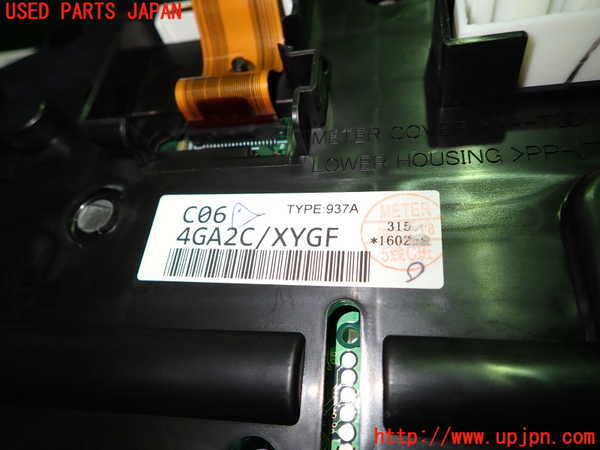 USED PARTS JAPAN
METER COVER
LOWER HOUSING >PP-
C06 TYPE:937A
4GA2C/XYGF
METER
315
*1602
http://www.upjpn.com/